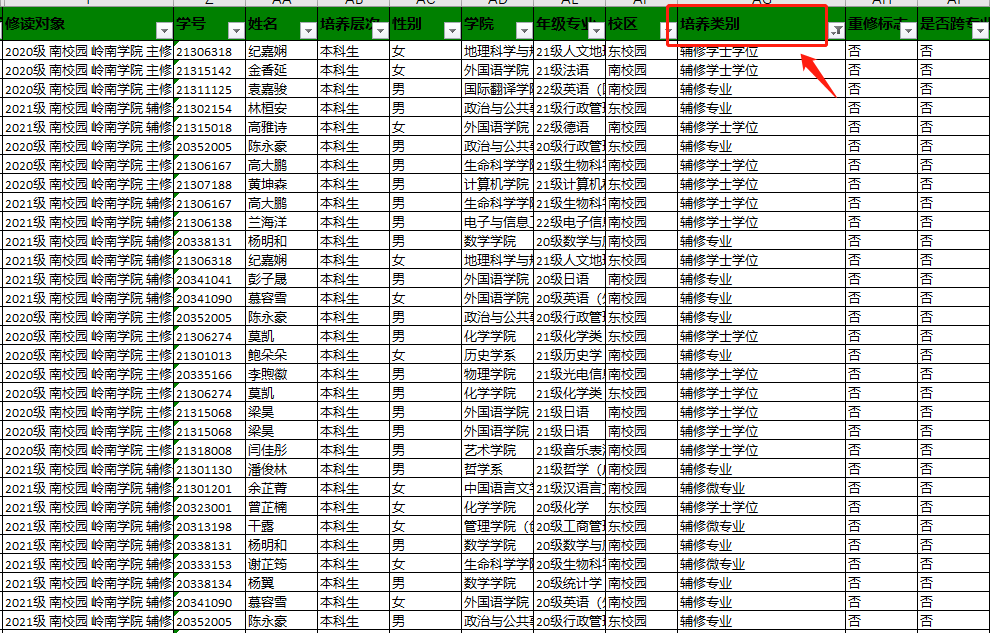 修读对象 学号 姓名 培养层次 性别 学院 年级专业 校区 培养类别 重修标志 是否跨专
2020级 南校园 岭南学院 主修 21306318 纪嘉娴 本科生 女 地理科学与 21级人文地 东校园 辅修学士学位 否 否
2020级 南校园 岭南学院 主修 21315142 金香延 本科生 女 外国语学院 21级法语 南校园 辅修学士学位 否 否
2020级 南校园 岭南学院 主修 21311125 袁嘉骏 本科生 男 国际翻译学 22级英语（ 南校园 辅修专业 否 否
2021级 南校园 岭南学院 辅修 21302154 林桓安 本科生 男 政治与公共 21级行政管 东校园 辅修专业 否 否
2021级 南校园 岭南学院 辅修 21315018 高雅诗 本科生 女 外国语学院 22级德语 南校园 辅修学士学位 否 否
2020级 南校园 岭南学院 主修 20352005 陈永豪 本科生 男 政治与公共 20级行政管 东校园 辅修专业 否 否
2020级 南校园 岭南学院 主修 21306167 高大鹏 本科生 男 生命科学学 21级生物科 南校园 辅修学士学位 否 否
2021级 南校园 岭南学院 辅修 21307188 黄坤森 本科生 男 计算机学院 21级计算机 东校园 辅修学士学位 否 否
2021级 南校园 岭南学院 辅修 21306167 高大鹏 本科生 男 生命科学学 21级生物科 南校园 辅修学士学位 否 否
2021级 南校园 岭南学院 辅修 21306138 兰海洋 本科生 男 电子与信息 22级电子信 东校园 辅修学士学位 否 否
2021级 南校园 岭南学院 辅修 20338131 杨明和 本科生 男 数学学院 20级数学与 南校园 辅修专业 否 否
2021级 南校园 岭南学院 辅修 21306318 纪嘉娴 本科生 女 地理科学与 21级人文地 东校园 辅修学士学位 否 否
2021级 南校园 岭南学院 辅修 20341041 彭子晟 本科生 男 外国语学院 20级日语 南校园 辅修专业 否 否
2021级 南校园 岭南学院 辅修 20341090 慕容雪 本科生 女 外国语学院 20级英语（ 南校园 辅修专业 否 否
2021级 南校园 岭南学院 辅修 20352005 陈永豪 本科生 男 政治与公共 20级行政管 东校园 辅修专业 否 否
2021级 南校园 岭南学院 辅修 21306274 莫凯 本科生 男 化学学院 21级化学类 东校园 辅修学士学位 否 否
2020级 南校园 岭南学院 主修 21301013 鲍朵朵 本科生 女 历史学系 21级历史学 南校园 辅修专业 否 否
2020级 南校园 岭南学院 主修 20335166 李煦徽 本科生 男 物理学院 21级光电信 南校园 辅修学士学位 否 否
2020级 南校园 岭南学院 主修 21306274 莫凯 本科生 男 化学学院 21级化学类 东校园 辅修学士学位 否 否
2020级 南校园 岭南学院 主修 21315068 梁昊 本科生 男 外国语学院 21级日语 南校园 辅修学士学位 否 否
2020级 南校园 岭南学院 主修 21315068 梁昊 本科生 男 外国语学院 21级日语 南校园 辅修学士学位 否 否
2020级 南校园 岭南学院 主修 21318008 闫佳彤 本科生 女 艺术学院 21级音乐表 南校园 辅修学士学位 否 否
2021级 南校园 岭南学院 辅修 21301130 潘俊林 本科生 男 哲学系 21级哲学（ 南校园 辅修专业 否 否
2021级 南校园 岭南学院 辅修 21301201 余芷菁 本科生 女 中国语言文 21级汉语言 南校园 辅修微专业 否 否
2021级 南校园 岭南学院 辅修 20323001 曾芷楠 本科生 女 化学学院 20级化学 东校园 辅修学士学位 否 否
2021级 南校园 岭南学院 辅修 20313198 干露 本科生 女 管理学院 20级工商管 东校园 辅修微专业 否 否
2021级 南校园 岭南学院 辅修 20338131 杨明和 本科生 男 数学学院 20级数学与 南校园 辅修专业 否 否
2021级 南校园 岭南学院 辅修 20333153 谢芷筠 本科生 女 生命科学学 20级生物科 南校园 辅修微专业 否 否
2021级 南校园 岭南学院 辅修 20338134 杨翼 本科生 男 数学学院 20级统计学 南校园 辅修专业 否 否
2021级 南校园 岭南学院 辅修 20341090 慕容雪 本科生 女 外国语学院 20级英语（ 南校园 辅修专业 否 否
2021级 南校园 岭南学院 辅修 20352005 陈永豪 本科生 男 政治与公共 20级行政管 东校园 辅修专业 否 否